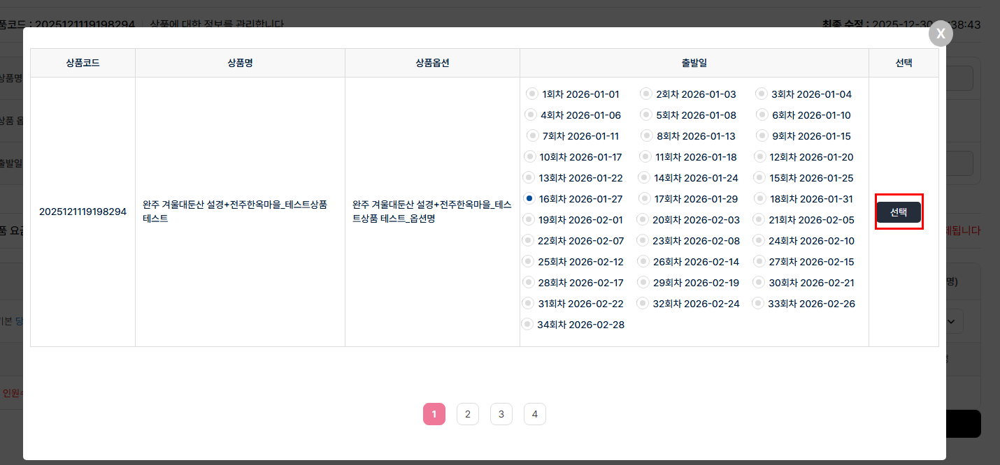 품코드 : 2025121119198294 상품에 대한 정보를 관리합니다
최종 수정 : 2025-12-30 38:43
X
상품코드 상품명 상품옵션 출발일 선택
상품명
상품 옵
출발일
1회차 2026-01-01 2회차 2026-01-03 3회차 2026-01-04
4회차 2026-01-06 5회차 2026-01-08 6회차 2026-01-10
7회차 2026-01-11 8회차 2026-01-13 9회차 2026-01-15
10회차 2026-01-17 11회차 2026-01-18 12회차 2026-01-20
13회차 2026-01-22 14회차 2026-01-24 15회차 2026-01-25
16회차 2026-01-27 17회차 2026-01-29 18회차 2026-01-31
19회차 2026-02-01 20회차 2026-02-03 21회차 2026-02-05
22회차 2026-02-07 23회차 2026-02-08 24회차 2026-02-10
25회차 2026-02-12 26회차 2026-02-14 27회차 2026-02-15
28회차 2026-02-17 29회차 2026-02-19 30회차 2026-02-21
31회차 2026-02-22 32회차 2026-02-24 33회차 2026-02-26
34회차 2026-02-28
2025121119198294
완주 겨울대둔산 설경+전주한옥마을_테스트상품
테스트
완주 겨울대둔산 설경+전주한옥마을_테스
트상품 테스트_옵션명
선택
품 요금
제됩니다
명)
기본 당
인원수
1 2 3 4